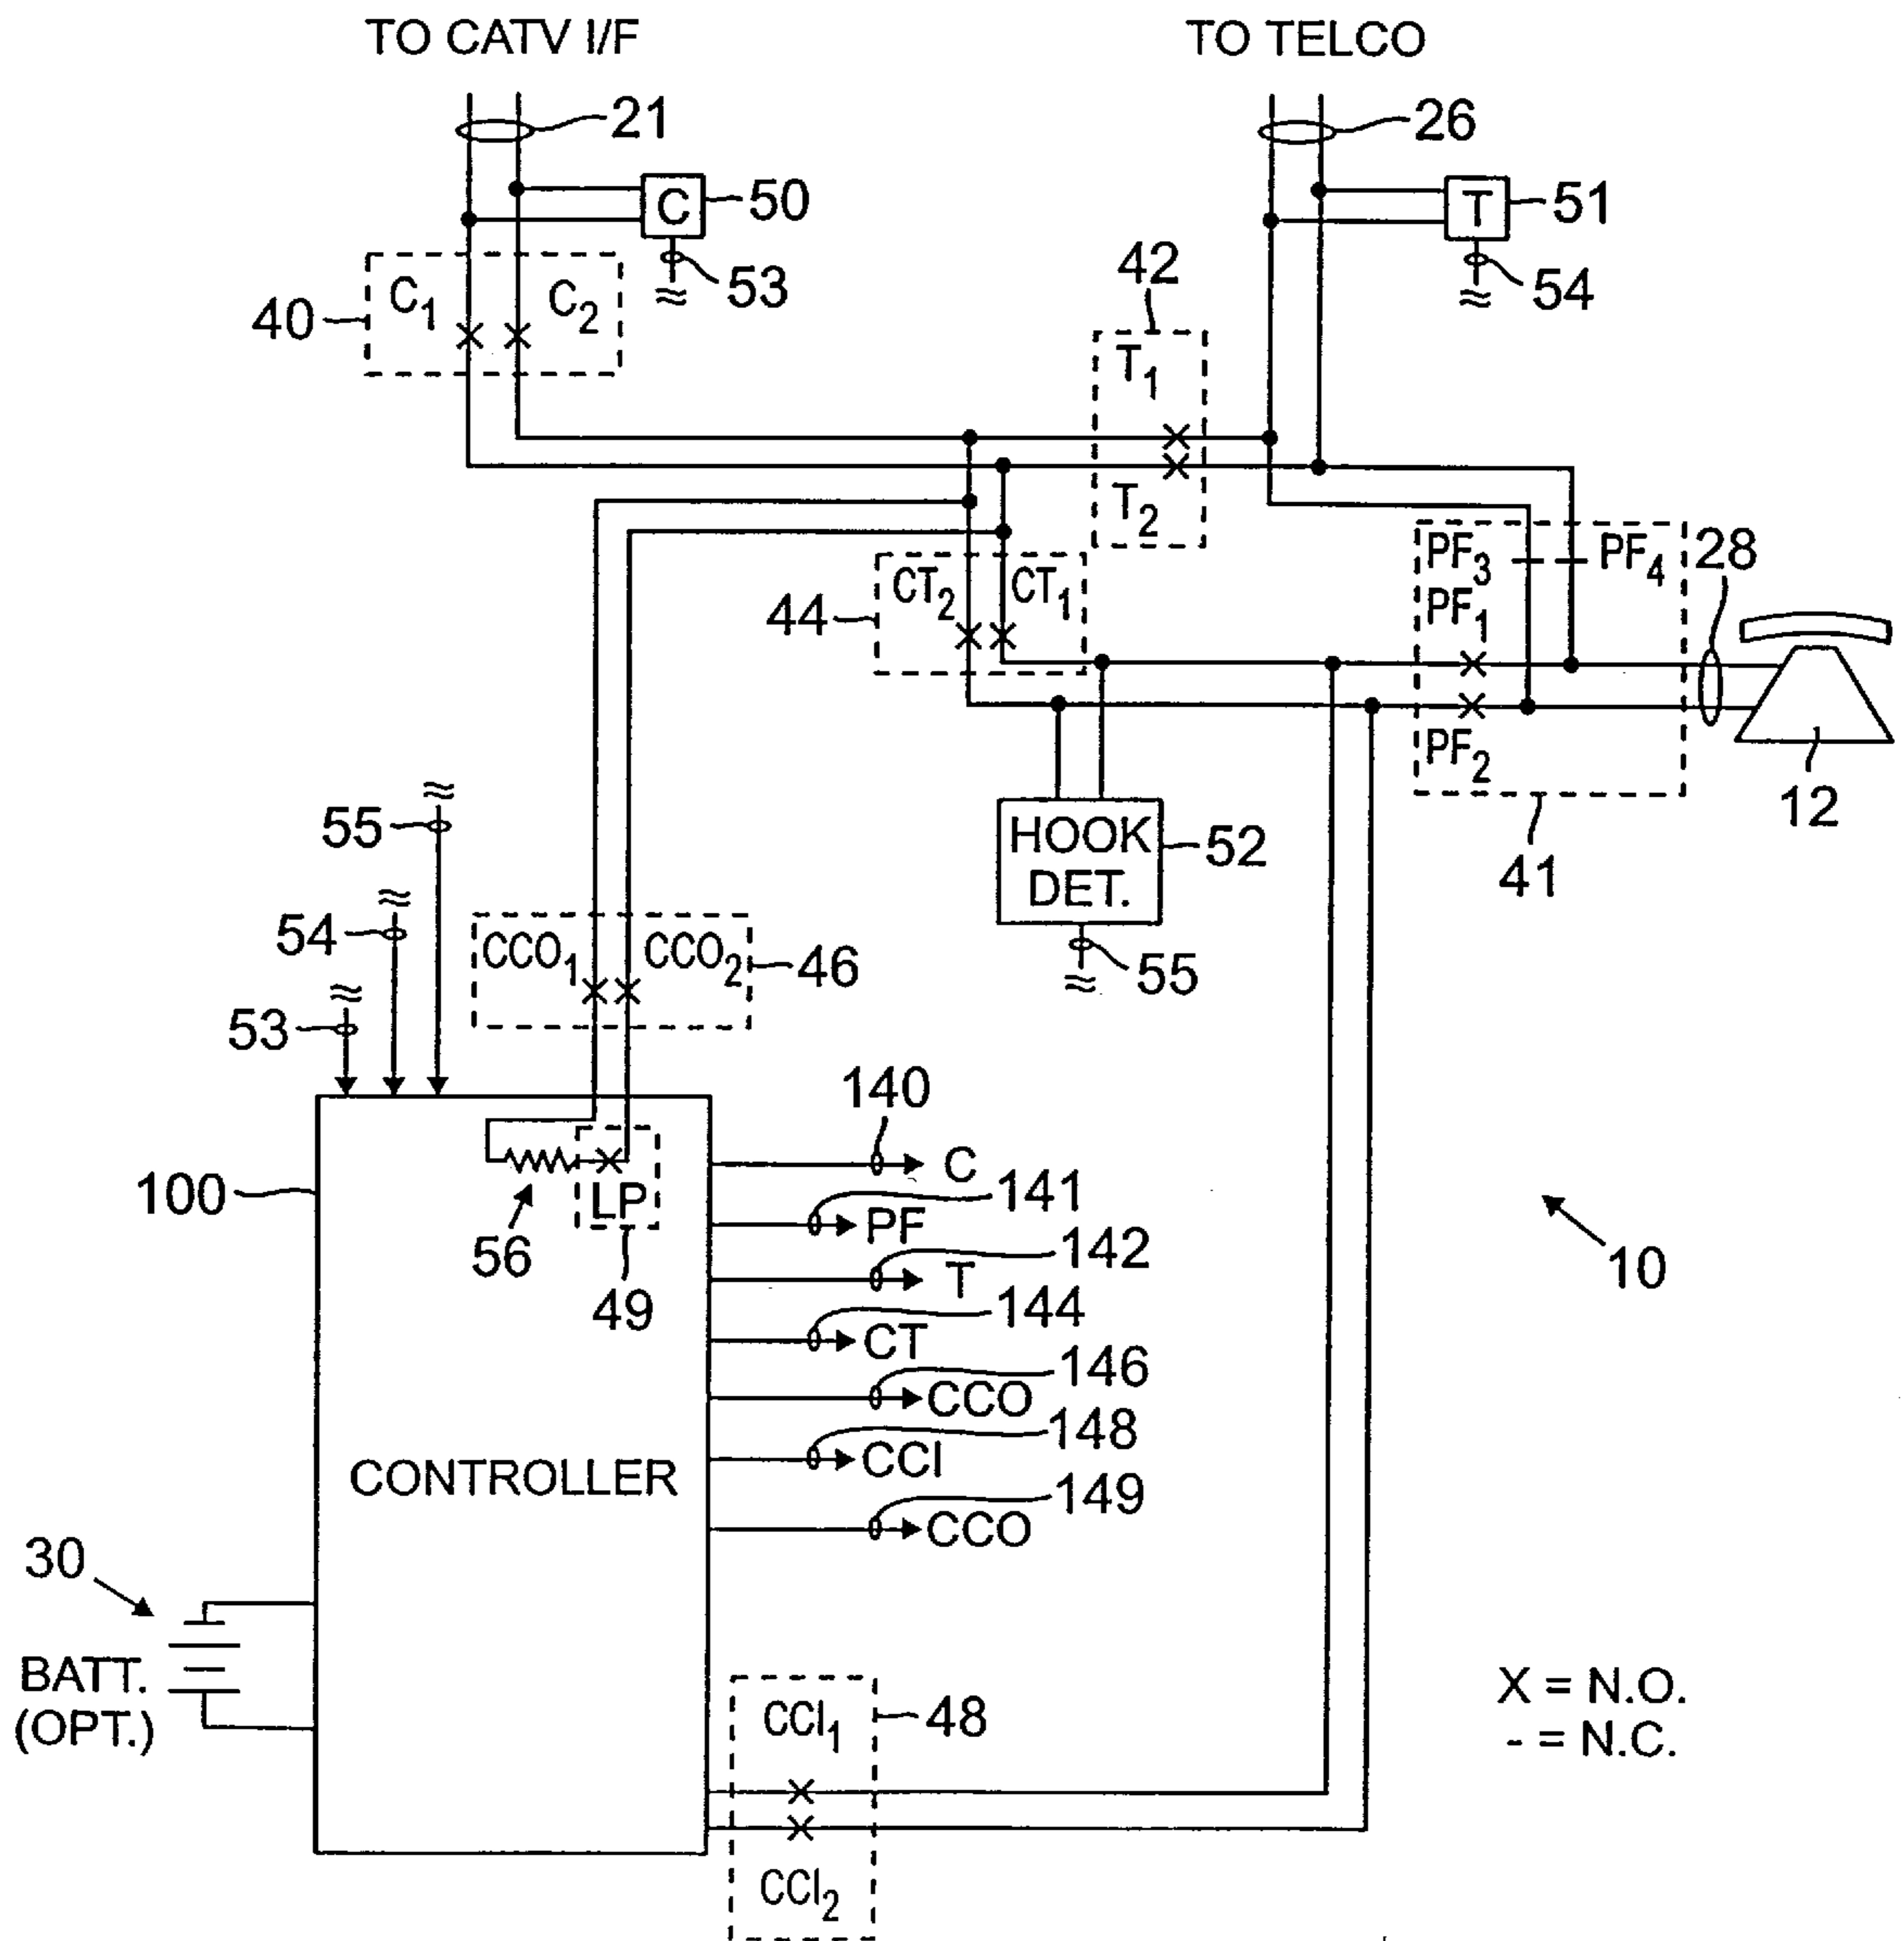 TO CATV I/F
TO TELCO
21
26
C
50
T
51
53
54
40
C1
C2
42
T1
T2
44
CT2
CT1
PF3
PF4
PF1
PF2
28
12
41
HOOK
DET.
52
55
55
54
53
CCO1
CCO2
46
100
56
LP
49
140
C
141
PF
142
T
144
CT
146
CCO
148
CCI
149
CCO
10
CONTROLLER
30
BATT.
(OPT.)
CCI1
48
CCI2
X = N.O.
- = N.C.